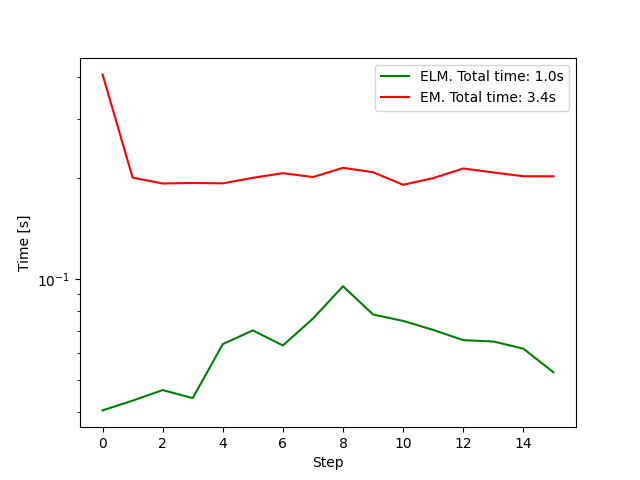 ELM. Total time: 1.0s
EM. Total time: 3.4s
Time [s]
10⁻¹
0 2 4 6 8 10 12 14
Step